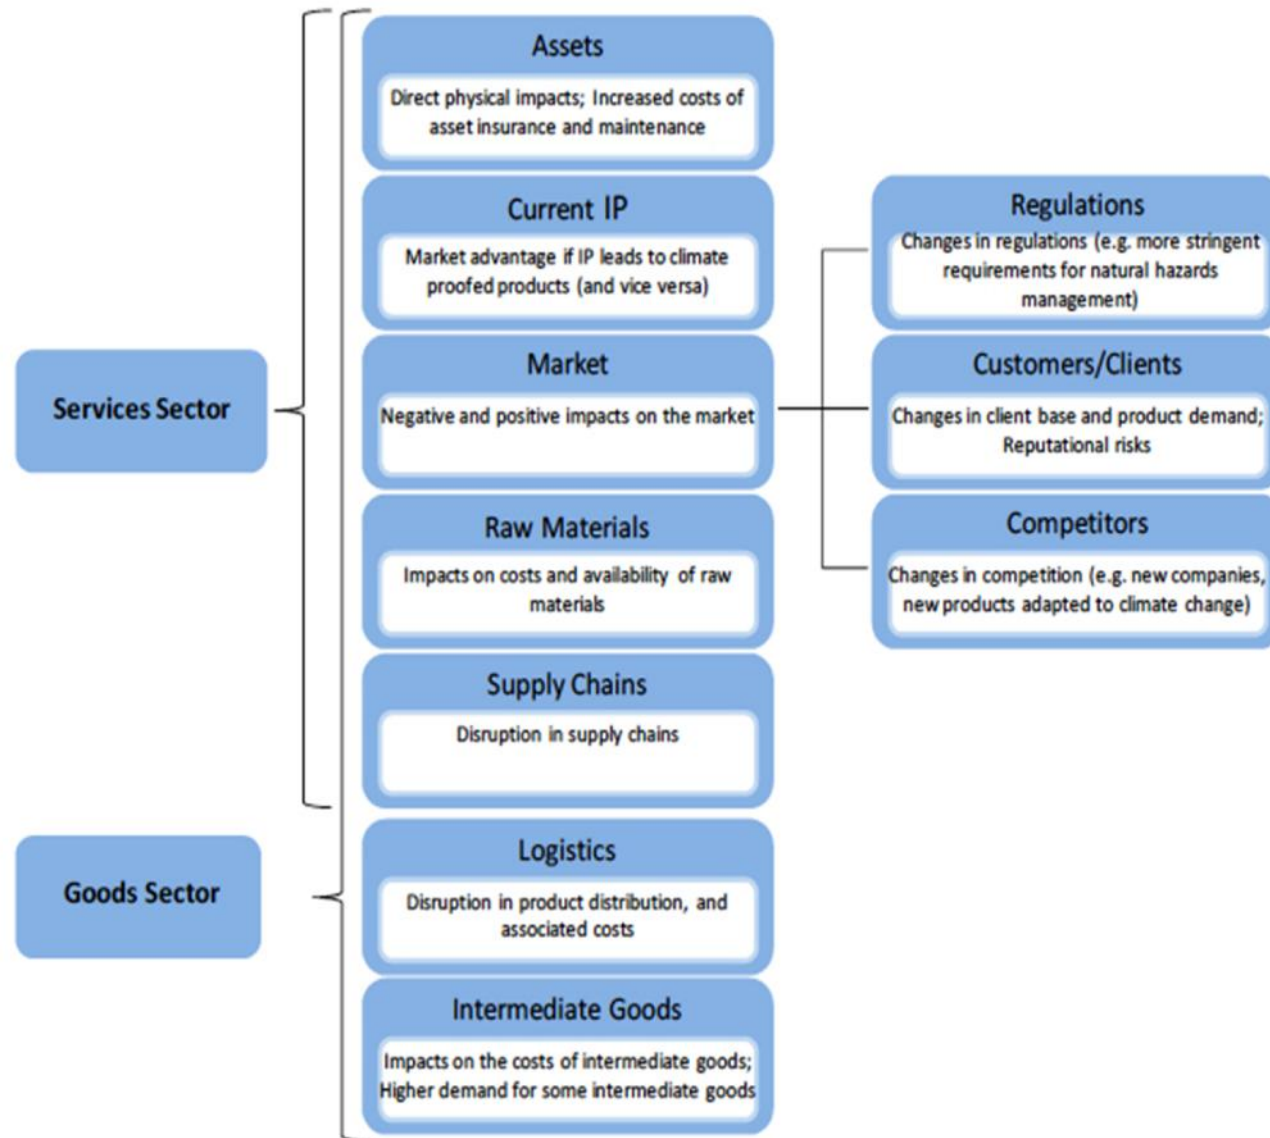 Assets
Direct physical impacts; Increased costs of
asset insurance and maintenance
Current IP
Market advantage if IP leads to climate
proofed products (and vice versa)
Market
Negative and positive impacts on the market
Raw Materials
Impacts on costs and availability of raw
materials
Supply Chains
Disruption in supply chains
Logistics
Disruption in product distribution, and
associated costs
Intermediate Goods
Impacts on the costs of intermediate goods;
Higher demand for some intermediate goods
Services Sector
Goods Sector
Regulations
Changes in regulations (e.g. more stringent
requirements for natural hazards
management)
Customers/Clients
Changes in client base and product demand;
Reputational risks
Competitors
Changes in competition (e.g. new companies,
new products adapted to climate change)